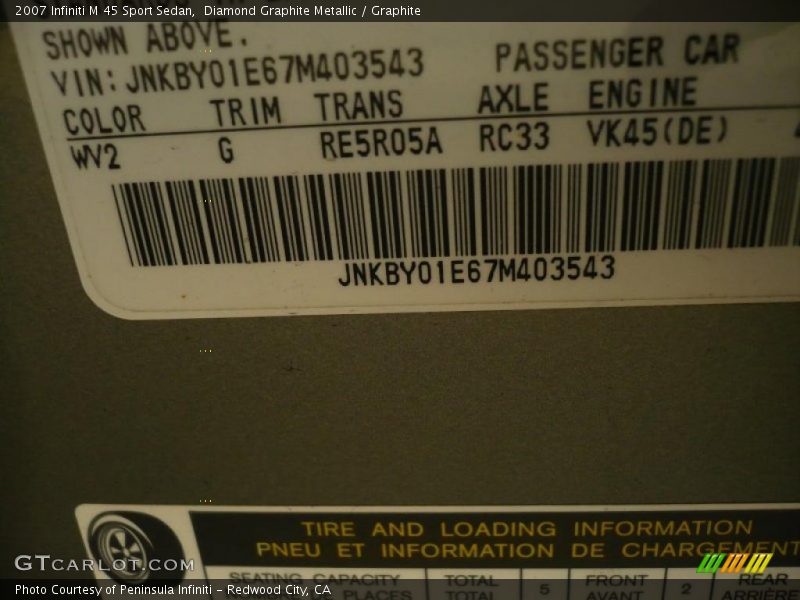 2007 Infiniti M 45 Sport Sedan, Diamond Graphite Metallic / Graphite
SHOWN ABOVE.
VIN: JNKBY01E67M403543 PASSENGER CAR
COLOR TRIM TRANS AXLE ENGINE
WV2 G RE5R05A RC33 VK45(DE)
JNKBY01E67M403543
TIRE AND LOADING INFORMATION
PNEU ET INFORMATION DE CHARGEMENT
GTCARLOT.COM
SEATING CAPACITY TOTAL 5 FRONT 2 REAR
DE PLACES TOTAL AVANT ARRIÈRE
Photo Courtesy of Peninsula Infiniti - Redwood City, CA